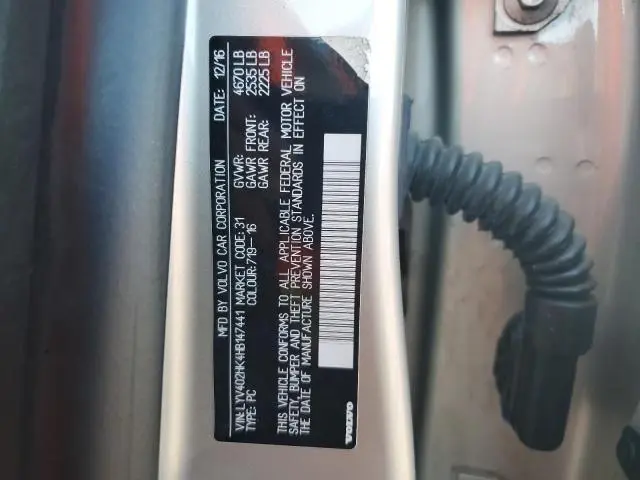 MFD BY VOLVO CAR CORPORATION DATE: 12/16
VIN: LYV402HK4HB147441 MARKET CODE: 31 GVWR: 4670 LB
TYPE: PC COLOUR: 719-16 GAWR FRONT: 2535 LB
GAWR REAR: 2225 LB
THIS VEHICLE CONFORMS TO ALL APPLICABLE FEDERAL MOTOR VEHICLE
SAFETY, BUMPER AND THEFT PREVENTION STANDARDS IN EFFECT ON
THE DATE OF MANUFACTURE SHOWN ABOVE.
VOLVO